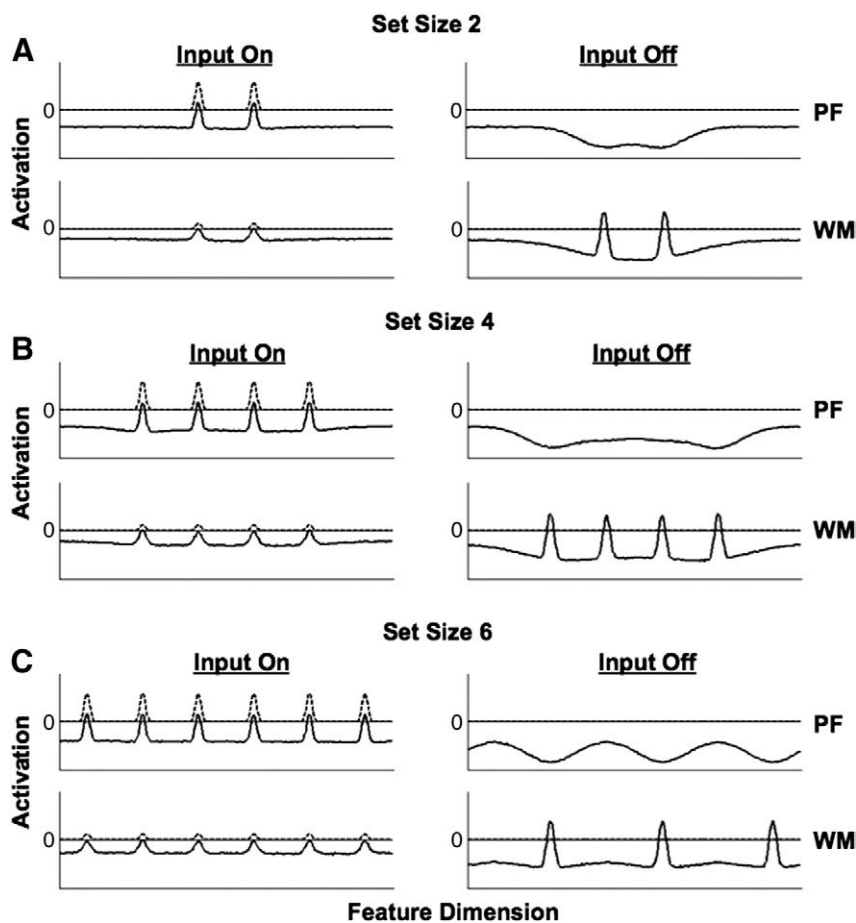 Set Size 2
A
Input On
Input Off
0
0
PF
Activation
0
0
WM
Set Size 4
B
Input On
Input Off
0
0
PF
Activation
0
0
WM
Set Size 6
C
Input On
Input Off
0
0
PF
Activation
0
0
WM
Feature Dimension